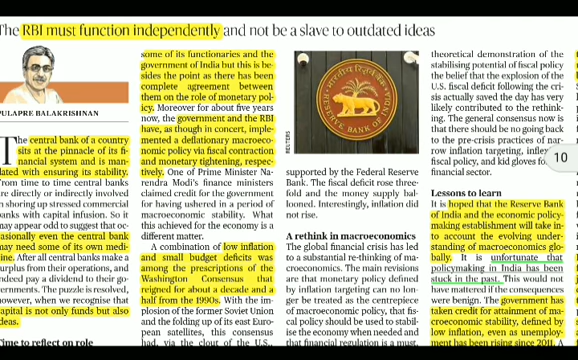 The RBI must function independently and not be a slave to outdated ideas
PULAPRE BALAKRISHNAN
The central bank of a country
sits at the pinnacle of its fi-
nancial system and is man-
dated with ensuring its stability.
From time to time central banks
are directly or indirectly involved
in shoring up stressed commercial
banks with capital infusion. So it
may appear odd to suggest that oc-
casionally even the central bank
may need some of its own medi-
cine. After all central banks make a
surplus from their operations, and
indeed pay a dividend to their go-
vernments. The puzzle is resolved,
however, when we recognise that
capital is not only funds but also
ideas.
Time to reflect on role
some of its functionaries and the
government of India but this is be-
sides the point as there has been
complete agreement between
them on the role of monetary pol-
icy. Moreover for about five years
now, the government and the RBI
have, as though in concert, imple-
mented a deflationary macroecono-
mic policy via fiscal contraction
and monetary tightening, respec-
tively. One of Prime Minister Na-
rendra Modi's finance ministers
claimed credit for the government
for having ushered in a period of
macroeconomic stability. What
this achieved for the economy is a
different matter.
A combination of low inflation
and small budget deficits was
among the prescriptions of the
Washington Consensus that
reigned for about a decade and a
half from the 1990s. With the im-
plosion of the former Soviet Union
and the folding up of its east Euro-
pean satellites, this consensus
had, via the clout of the U.S.,
भारतीय रिज़र्व बैंक
RESERVE BANK OF INDIA
REUTERS
supported by the Federal Reserve
Bank. The fiscal deficit rose three-
fold and the money supply bal-
looned. Interestingly, inflation did
not rise.
A rethink in macroeconomics
The global financial crisis has led
to a substantial re-thinking of ma-
croeconomics. The main revisions
are that monetary policy defined
by inflation targeting can no lon-
ger be treated as the centrepiece
of macroeconomic policy, that fis-
cal policy should be used to stabil-
ise the economy when needed and
that financial regulation is a must.
theoretical demonstration of the
stabilising potential of fiscal policy
the belief that the explosion of the
U.S. fiscal deficit following the cri-
sis actually saved the day has very
likely contributed to the rethink-
ing. The general consensus now is
that there should be no going back
to the pre-crisis practices of nar-
row inflation targeting,
fiscal policy, and kid gloves
financial sector.
10
Lessons to learn
It is hoped that the Reserve Bank
of India and the economic policy-
making establishment will take in-
to account the evolving under-
standing of macroeconomics glo-
bally. It is unfortunate that
policymaking in India has been
stuck in the past. This would not
have mattered if the consequences
were benign. The government has
taken credit for attainment of ma-
croeconomic stability, defined by
low inflation, even as unemploy-
ment has been rising since 2011. A